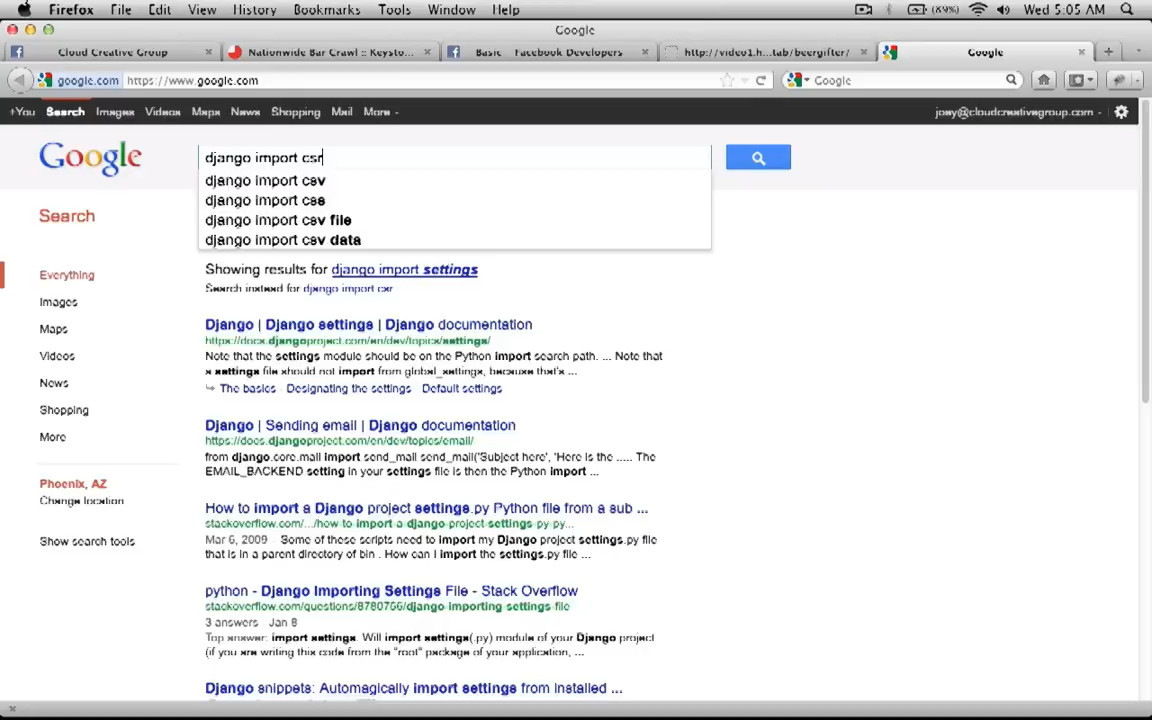 Firefox File Edit View History Bookmarks Tools Window Help (89%) Wed 5:05 AM
Google
Cloud Creative Group Nationwide Bar Crawl :: Keysto... Basic Facebook Developers http://video1.h...tab/beergifter/ Google
google.com https://www.google.com Google
+You Search Images Videos Maps News Shopping Mail More joey@cloudcreativegroup.com
Google django import csr
django import csv
django import css
django import csv file
django import csv data
Search
Everything
Images
Maps
Videos
News
Shopping
More
Phoenix, AZ
Change location
Show search tools
Showing results for django import settings
Search instead for django import csr
Django | Django settings | Django documentation
https://docs.djangoproject.com/en/dev/topics/settings/
Note that the settings module should be on the Python import search path. ... Note that
a settings file should not import from global_settings, because that's ...
The basics Designating the settings Default settings
Django | Sending email | Django documentation
https://docs.djangoproject.com/en/dev/topics/email/
from django.core.mail import send_mail send_mail('Subject here', 'Here is the ..... The
EMAIL_BACKEND setting in your settings file is then the Python import ...
How to import a Django project settings.py Python file from a sub ...
stackoverflow.com/.../how-to-import-a-django-project-settings-py-py...
Mar 6, 2009 - Some of these scripts need to import my Django project settings.py file
that is in a parent directory of bin . How can I import the settings.py file ...
python - Django Importing Settings File - Stack Overflow
stackoverflow.com/questions/8780766/django-importing-settings-file
3 answers - Jan 8
Top answer: import settings. Will import settings(.py) module of your Django project
(if you are writing this code from the "root" package of your application, ...
Django snippets: Automagically import settings from installed ...